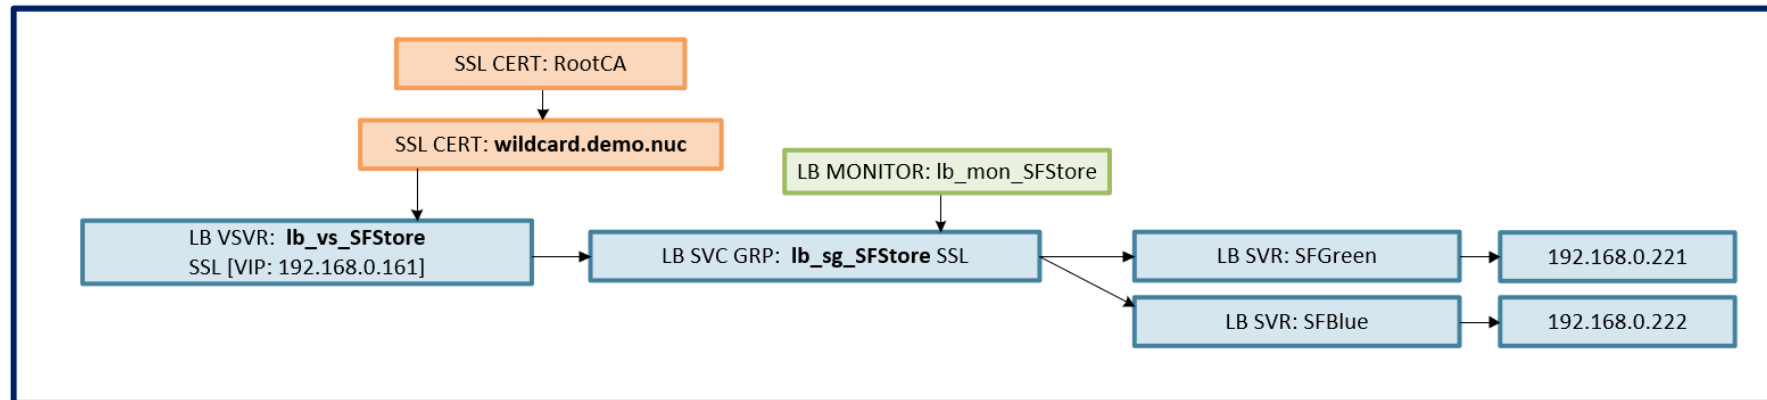 SSL CERT: RootCA
SSL CERT: wildcard.demo.nuc
LB MONITOR: lb_mon_SFStore
LB VSVR: lb_vs_SFStore
SSL [VIP: 192.168.0.161]
LB SVC GRP: lb_sg_SFStore SSL
LB SVR: SFGreen
192.168.0.221
LB SVR: SFBlue
192.168.0.222